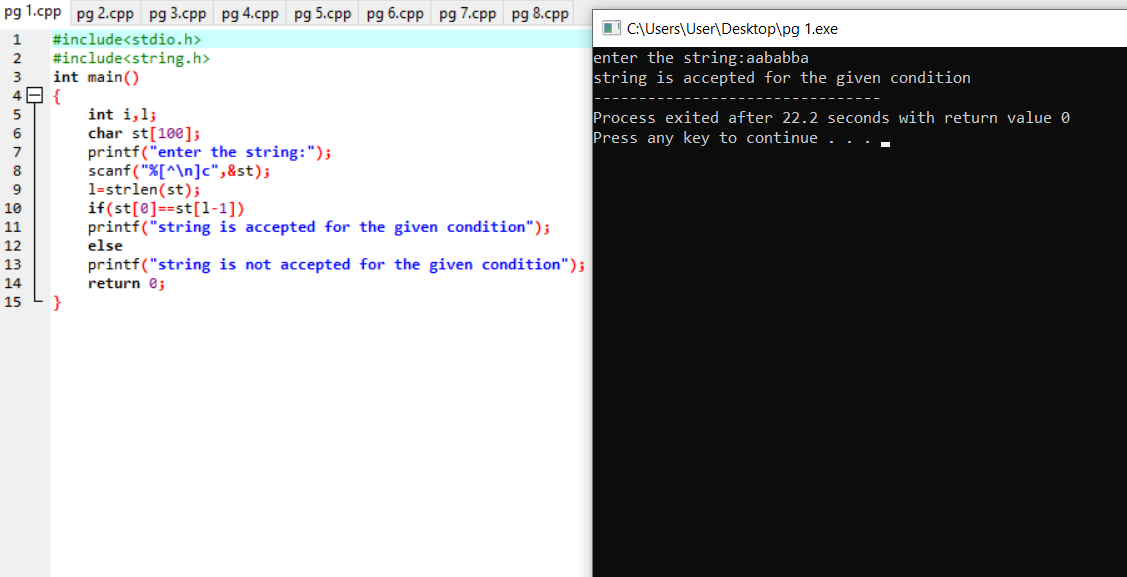 pg 1.cpp pg 2.cpp pg 3.cpp pg 4.cpp pg 5.cpp pg 6.cpp pg 7.cpp pg 8.cpp
1 #include<stdio.h>
2 #include<string.h>
3 int main()
4 {
5 int i,l;
6 char st[100];
7 printf("enter the string:");
8 scanf("%[^\n]c",&st);
9 l=strlen(st);
10 if(st[0]==st[l-1])
11 printf("string is accepted for the given condition");
12 else
13 printf("string is not accepted for the given condition");
14 return 0;
15 }
C:\Users\User\Desktop\pg 1.exe
enter the string:aababba
string is accepted for the given condition
--------------------------------
Process exited after 22.2 seconds with return value 0
Press any key to continue . . .